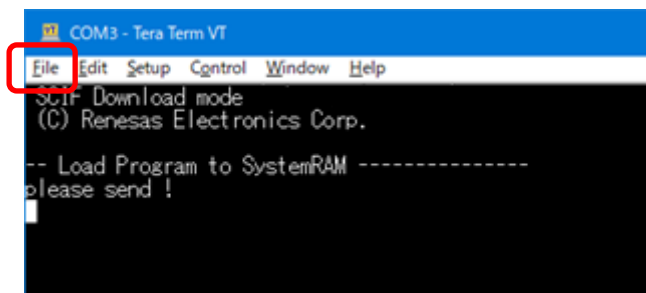 COM3 - Tera Term VT
File Edit Setup Control Window Help
SCIF Download mode
(C) Renesas Electronics Corp.
-- Load Program to SystemRAM ---------------
please send !